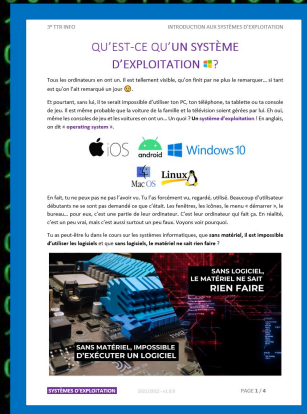 3e TTR INFO
INTRODUCTION AUX SYSTÈMES D'EXPLOITATION
QU'EST-CE QU'UN SYSTÈME
D'EXPLOITATION ?
Tous les ordinateurs en ont un. Il est tellement visible, qu'on finit par ne plus le remarquer... si tant
est qu'on l'ait remarqué un jour
Et pourtant, sans lui, il te serait impossible d'utiliser ton PC, ton téléphone, ta tablette ou ta console
de jeu. Il est même probable que la voiture de la famille et la télévision soient gérées par lui. Eh oui,
même les consoles de jeu et les voitures en ont un... Un quoi ? Un système d'exploitation ! En anglais,
on dit « operating system ».
iOS
android
Windows 10
Mac OS
Linux
En fait, tu ne peux pas ne pas l'avoir vu. Tu l'as forcément vu, regardé, utilisé. Beaucoup d'utilisateur
débutants ne se sont pas demandé ce que c'était. Les fenêtres, les icônes, le menu « démarrer », le
bureau... pour eux, c'est une partie de leur ordinateur. C'est leur ordinateur qui fait ça. En réalité,
c'est un peu vrai, mais c'est aussi surtout un peu faux. Voyons voir pourquoi.
Tu as peut-être lu dans le cours sur les systèmes informatiques, que sans matériel, il est impossible
d'utiliser les logiciels et que sans logiciels, le matériel ne sait rien faire ?
SANS LOGICIEL,
LE MATÉRIEL NE SAIT
RIEN FAIRE
SANS MATÉRIEL, IMPOSSIBLE
D'EXÉCUTER UN LOGICIEL
SYSTÈMES D'EXPLOITATION
PAGE 1 / 4